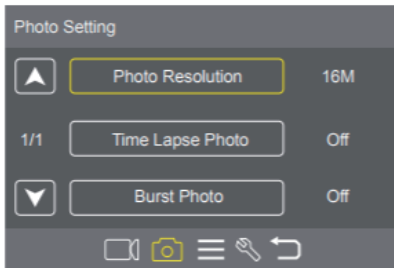 Photo Setting
Photo Resolution 16M
1/1 Time Lapse Photo Off
Burst Photo Off